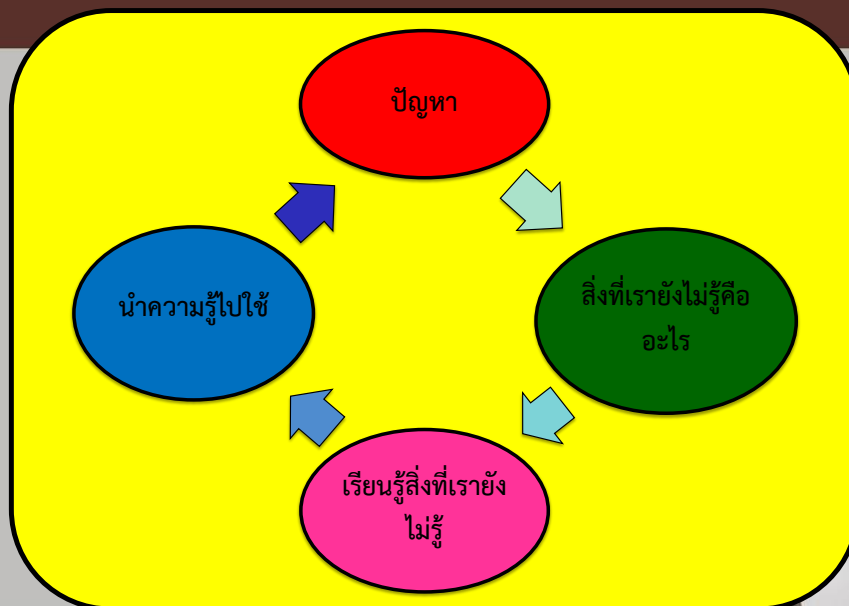 ปัญหา
สิ่งที่เรายังไม่รู้คือ
อะไร
เรียนรู้สิ่งที่เรายัง
ไม่รู้
นำความรู้ไปใช้